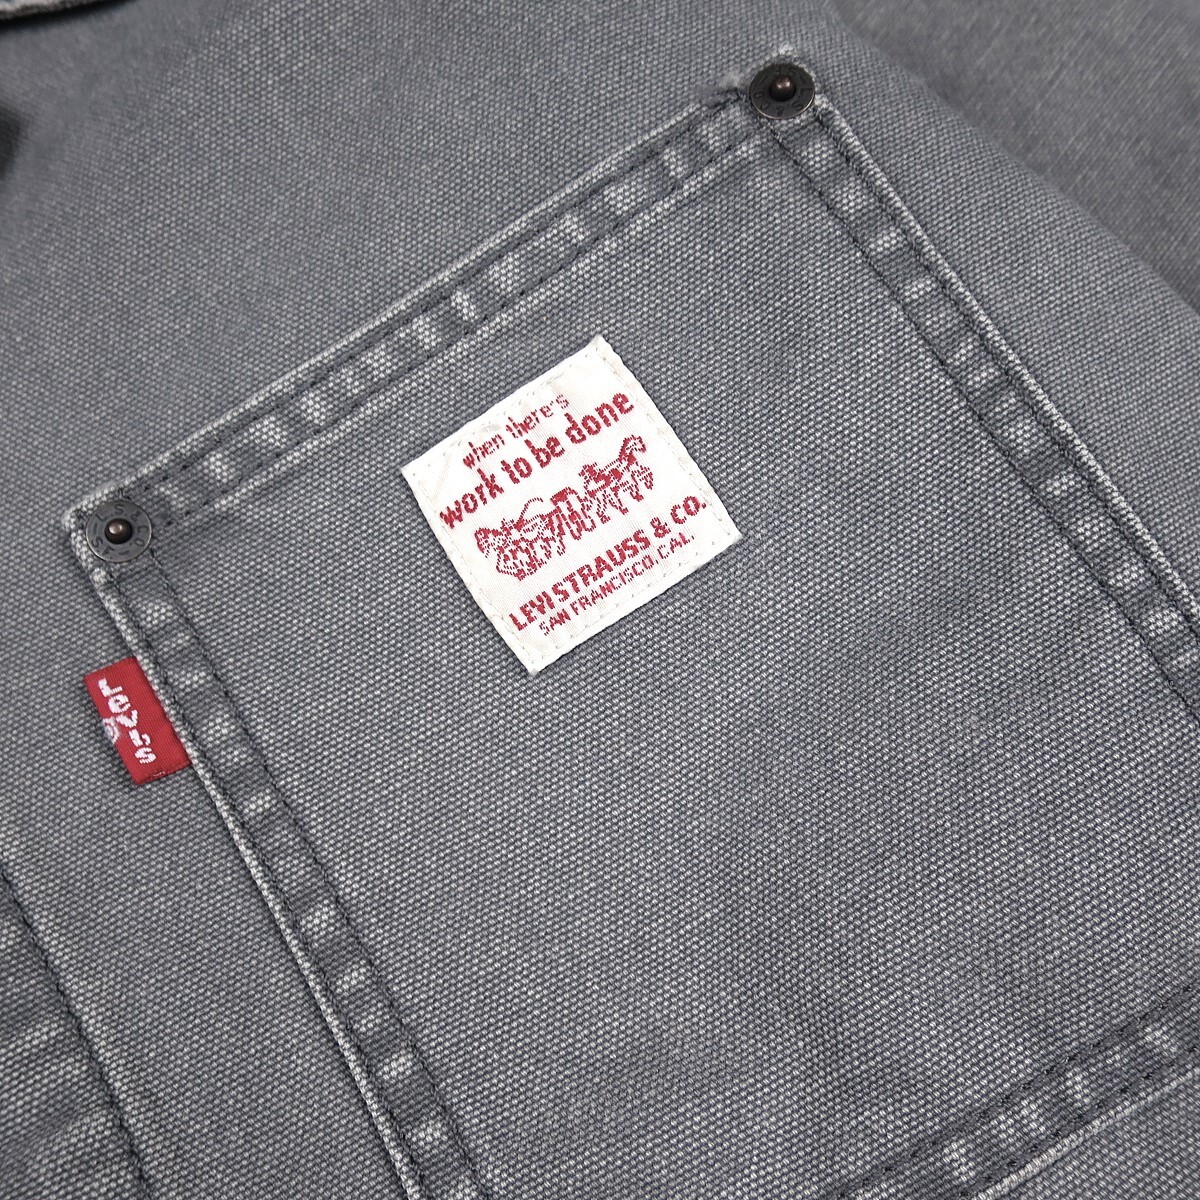 when there's
work to be done
LEVI STRAUSS & CO.
SAN FRANCISCO, CAL.
Levi's